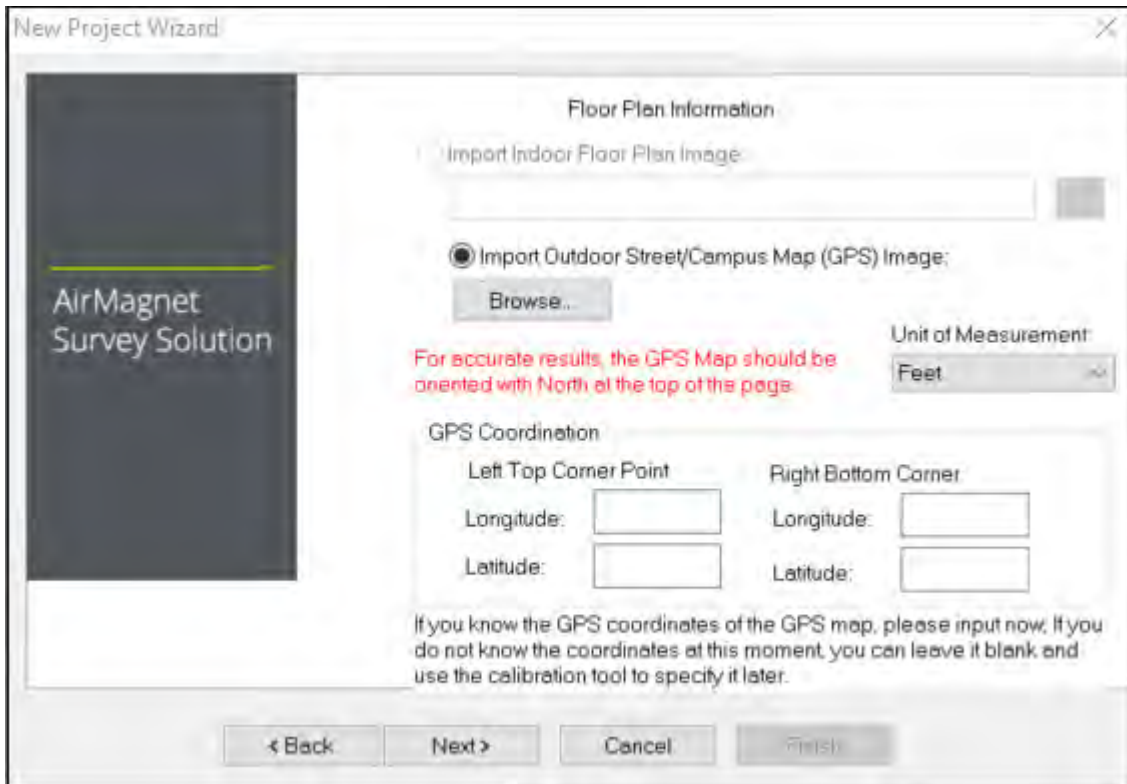 New Project Wizard
Floor Plan Information
Import Indoor Floor Plan Image:
Import Outdoor Street/Campus Map (GPS) Image:
Browse...
AirMagnet
Survey Solution
Unit of Measurement
For accurate results, the GPS Map should be
oriented with North at the top of the page.
Feet
GPS Coordination
Left Top Corner Point
Right Bottom Corner
Longitude:
Longitude:
Latitude:
Latitude:
If you know the GPS coordinates of the GPS map, please input now; If you
do not know the coordinates at this moment, you can leave it blank and
use the calibration tool to specify it later.
< Back
Next >
Cancel
Finish